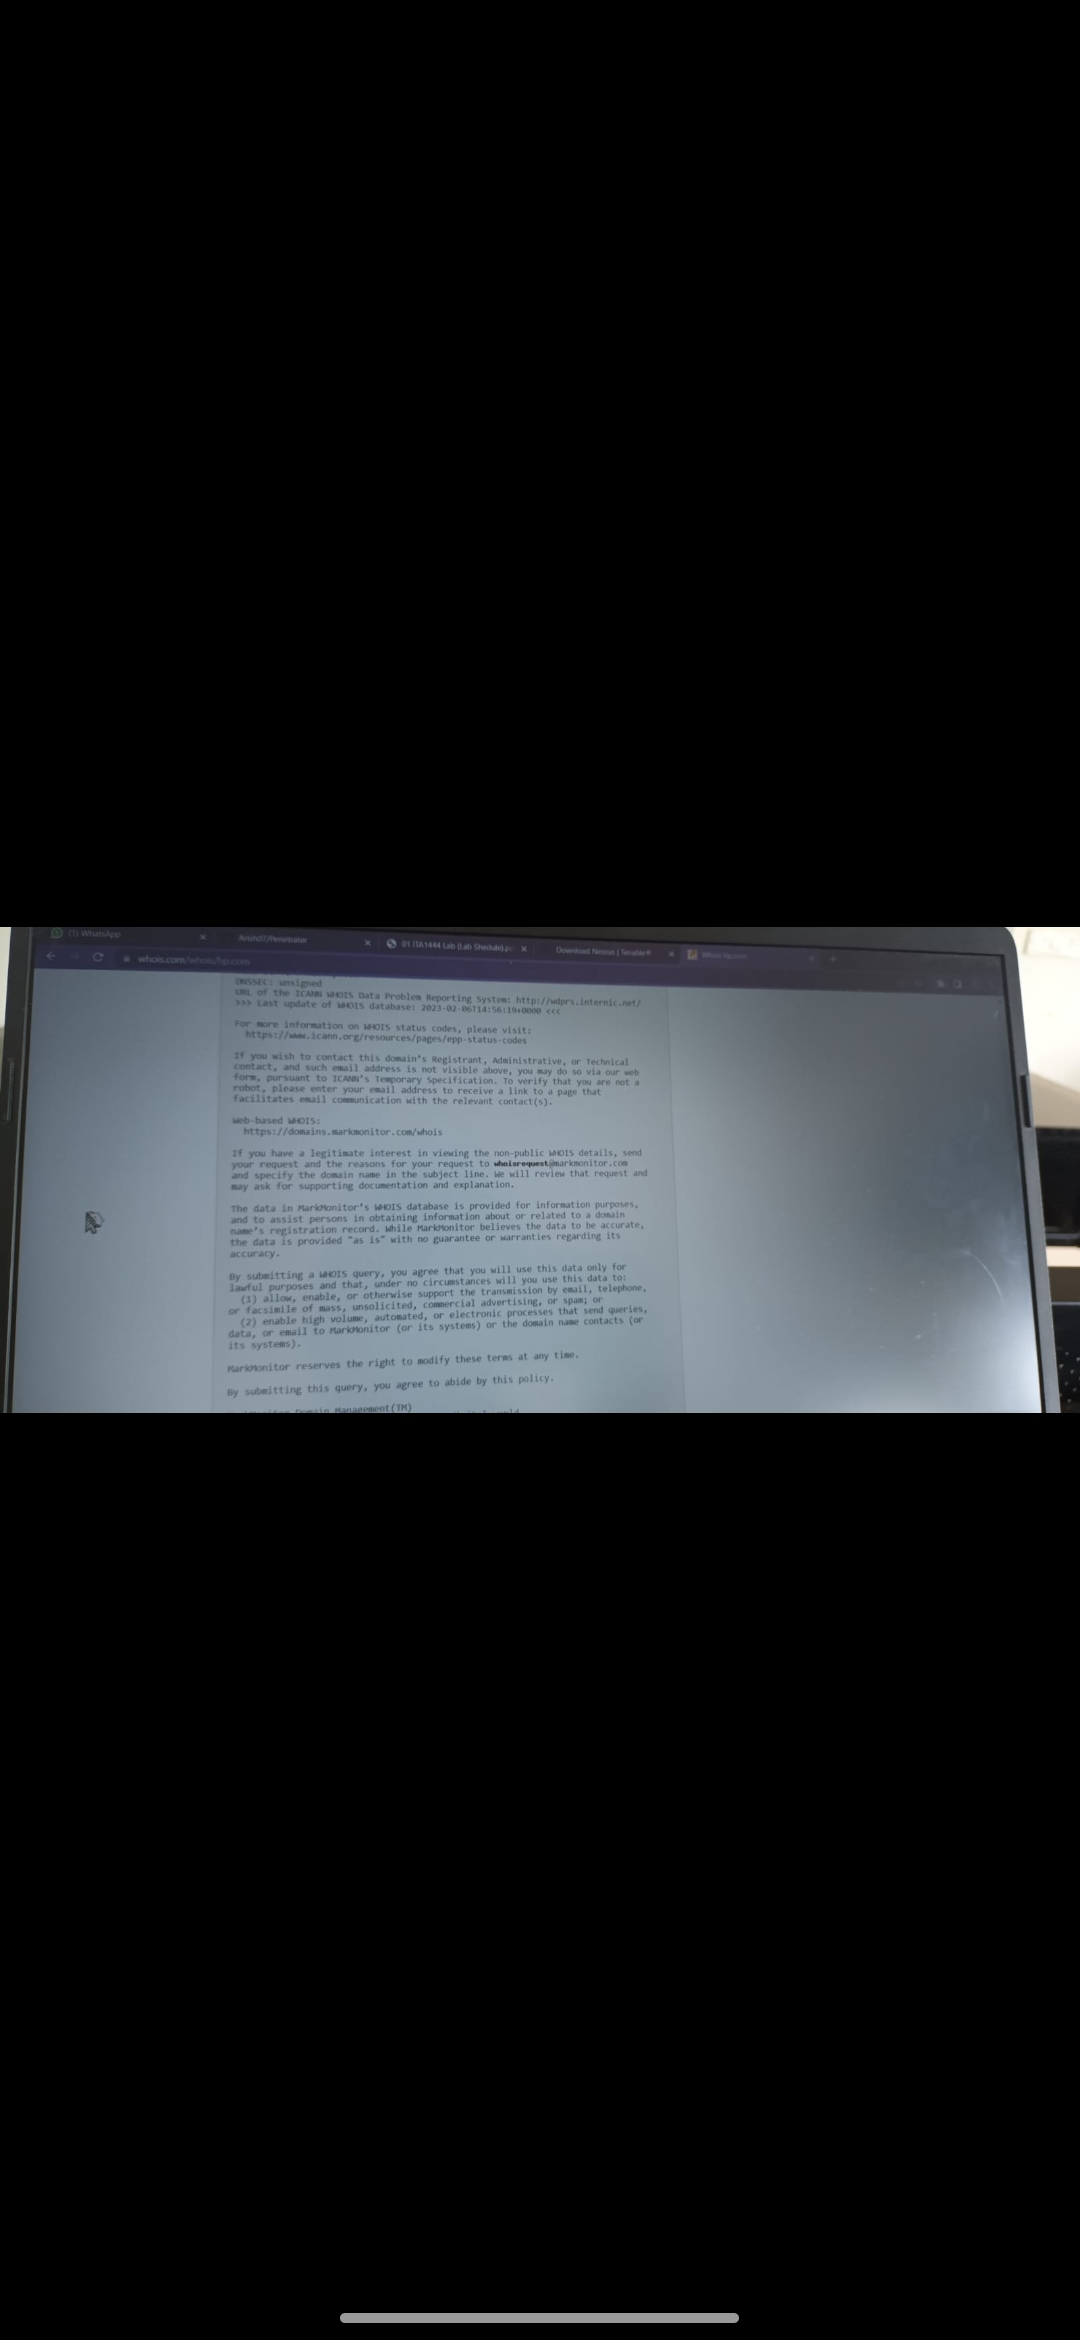 (1) WhatsApp
01 ITA1444 Lab (Lab Shedule).p
Download Nessus | Tenable®
Whois hp.com
whois.com/whois/hp.com
DNSSEC: unsigned
URL of the ICANN WHOIS Data Problem Reporting System: http://wdprs.internic.net/
>>> Last update of WHOIS database: 2023-02-06T14:56:19+0000 <<<
For more information on WHOIS status codes, please visit:
https://www.icann.org/resources/pages/epp-status-codes
If you wish to contact this domain's Registrant, Administrative, or Technical
contact, and such email address is not visible above, you may do so via our web
form, pursuant to ICANN's Temporary Specification. To verify that you are not a
robot, please enter your email address to receive a link to a page that
facilitates email communication with the relevant contact(s).
Web-based WHOIS:
https://domains.markmonitor.com/whois
If you have a legitimate interest in viewing the non-public WHOIS details, send
your request and the reasons for your request to whoisrequest@markmonitor.com
and specify the domain name in the subject line. We will review that request and
may ask for supporting documentation and explanation.
The data in MarkMonitor's WHOIS database is provided for information purposes,
and to assist persons in obtaining information about or related to a domain
name's registration record. While MarkMonitor believes the data to be accurate,
the data is provided "as is" with no guarantee or warranties regarding its
accuracy.
By submitting a WHOIS query, you agree that you will use this data only for
lawful purposes and that, under no circumstances will you use this data to:
(1) allow, enable, or otherwise support the transmission by email, telephone,
or facsimile of mass, unsolicited, commercial advertising, or spam; or
(2) enable high volume, automated, or electronic processes that send queries,
data, or email to MarkMonitor (or its systems) or the domain name contacts (or
its systems).
MarkMonitor reserves the right to modify these terms at any time.
By submitting this query, you agree to abide by this policy.
Domain Management(TM)